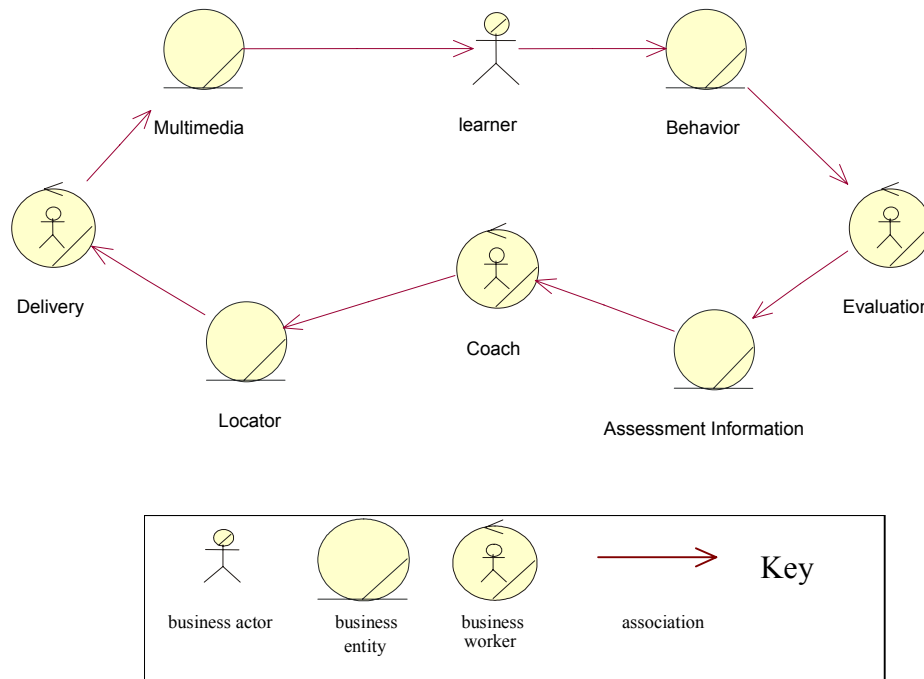 Multimedia
learner
Behavior
Delivery
Coach
Evaluation
Locator
Assessment Information
Key
business actor
business
entity
business
worker
association